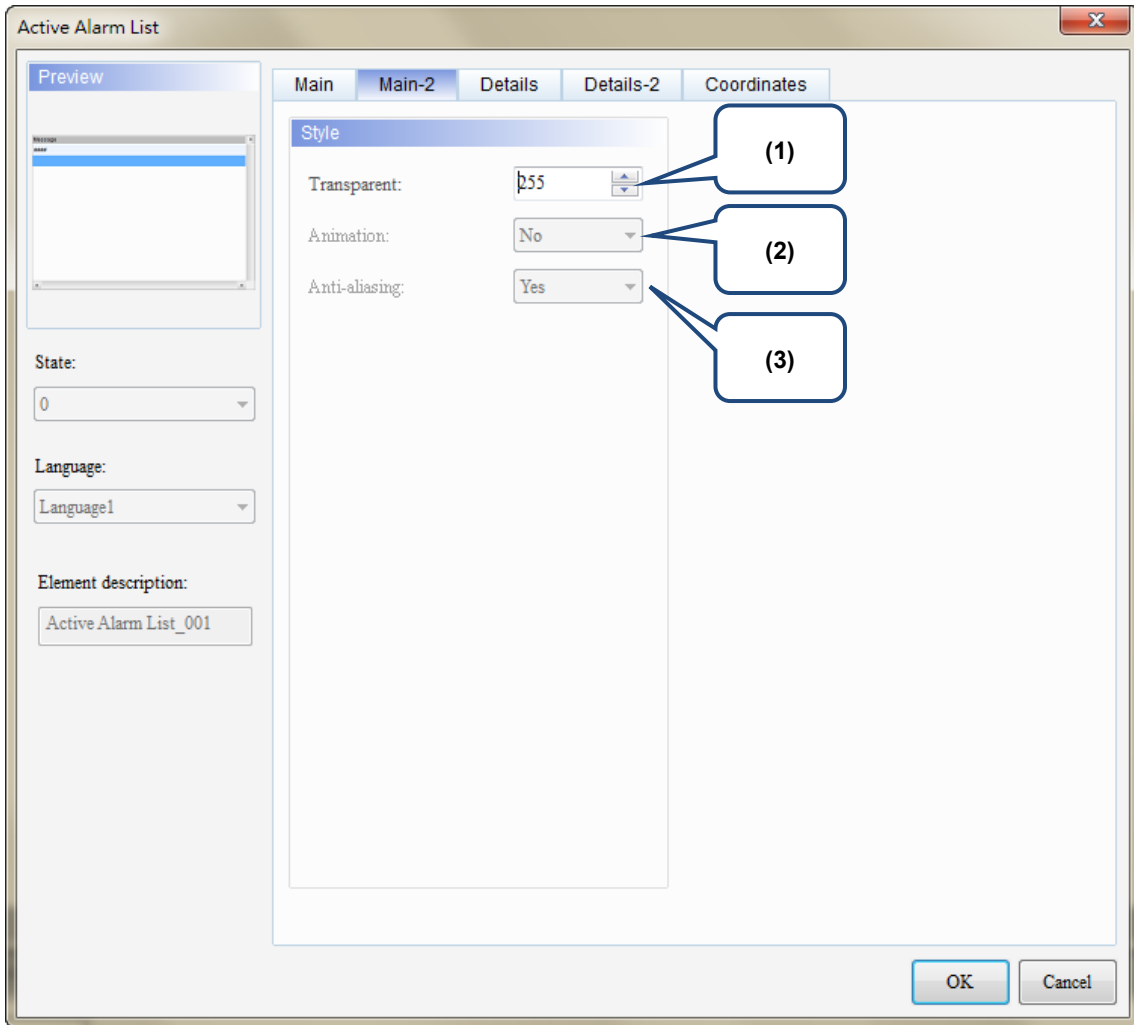 Active Alarm List
Preview
Message
####
State:
0
Language:
Language1
Element description:
Active Alarm List_001
Main Main-2 Details Details-2 Coordinates
Style
Transparent: 255
Animation: No
Anti-aliasing: Yes
(1)
(2)
(3)
OK Cancel